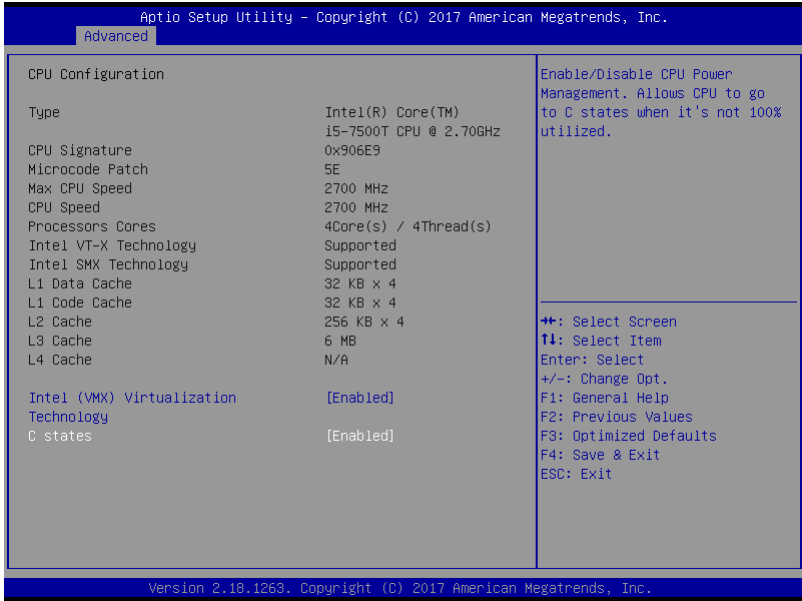 Aptio Setup Utility – Copyright (C) 2017 American Megatrends, Inc.
Advanced
CPU Configuration
Type Intel(R) Core(TM)
i5-7500T CPU @ 2.70GHz
CPU Signature 0x906E9
Microcode Patch 5E
Max CPU Speed 2700 MHz
CPU Speed 2700 MHz
Processors Cores 4Core(s) / 4Thread(s)
Intel VT-X Technology Supported
Intel SMX Technology Supported
L1 Data Cache 32 KB x 4
L1 Code Cache 32 KB x 4
L2 Cache 256 KB x 4
L3 Cache 6 MB
L4 Cache N/A
Intel (VMX) Virtualization [Enabled]
Technology
C states [Enabled]
Enable/Disable CPU Power
Management. Allows CPU to go
to C states when it's not 100%
utilized.
→←: Select Screen
↑↓: Select Item
Enter: Select
+/-: Change Opt.
F1: General Help
F2: Previous Values
F3: Optimized Defaults
F4: Save & Exit
ESC: Exit
Version 2.18.1263. Copyright (C) 2017 American Megatrends, Inc.